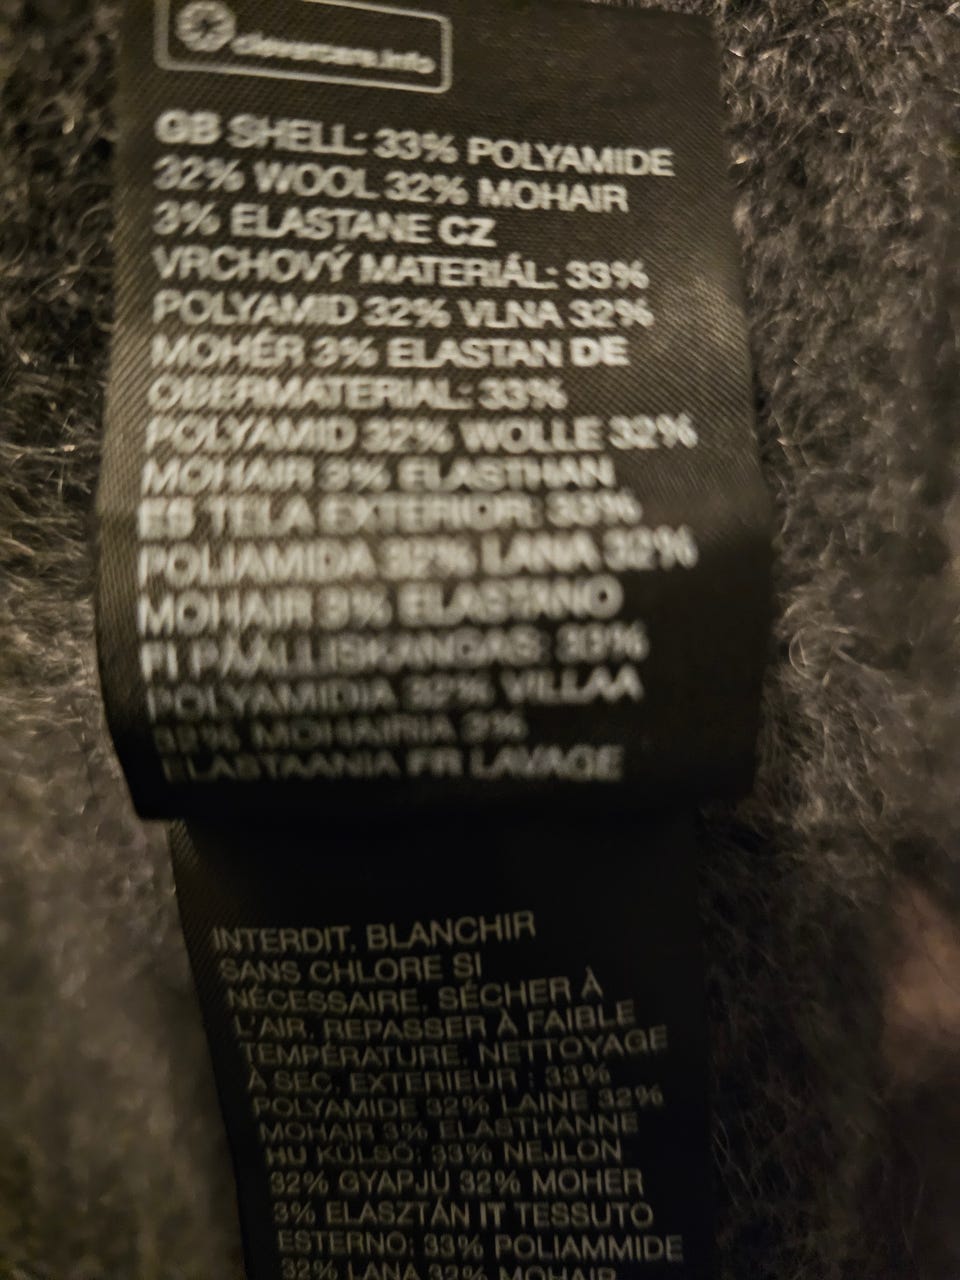 clevercare.info
GB SHELL: 33% POLYAMIDE
32% WOOL 32% MOHAIR
3% ELASTANE CZ
VRCHOVÝ MATERIÁL: 33%
POLYAMID 32% VLNA 32%
MOHÉR 3% ELASTAN DE
OBERMATERIAL: 33%
POLYAMID 32% WOLLE 32%
MOHAIR 3% ELASTHAN
ES TELA EXTERIOR: 33%
POLIAMIDA 32% LANA 32%
MOHAIR 3% ELASTANO
FI PÄÄLLISKANGAS: 33%
POLYAMIDIA 32% VILLAA
32% MOHAIRIA 3%
ELASTAANIA FR LAVAGE
INTERDIT, BLANCHIR
SANS CHLORE SI
NÉCESSAIRE, SÉCHER À
L'AIR, REPASSER À FAIBLE
TEMPÉRATURE, NETTOYAGE
À SEC, EXTERIEUR : 33%
POLYAMIDE 32% LAINE 32%
MOHAIR 3% ELASTHANNE
HU KÜLSŐ: 33% NEJLON
32% GYAPJÚ 32% MOHER
3% ELASZTÁN IT TESSUTO
ESTERNO: 33% POLIAMMIDE
32% LANA 32% MOHAIR